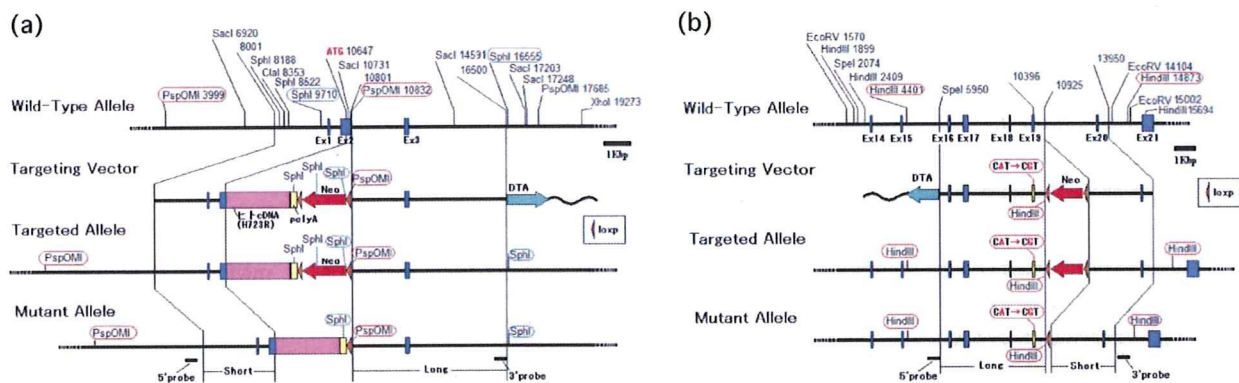 (a)
SacI 6920
8001
SphI 8188
ClaI 8353
SphI 8522
SphI 9710
PspOMI 3999
ATG 10647
SacI 10731
10801
PspOMI 10832
SacI 14591
16500
SphI 16555
SacI 17203
SacI 17248
PspOMI 17685
XhoI 19273
Wild-Type Allele
Ex1
Ex2
Ex3
1Kbp
Targeting Vector
SphI
SphI
SphI
Neo
PspOMI
DTA
ヒトcDNA
(H723R)
polyA
loxp
Targeted Allele
PspOMI
SphI
SphI
SphI
Neo
PspOMI
SphI
Mutant Allele
PspOMI
SphI
PspOMI
SphI
5'probe
Short
Long
3'probe
(b)
EcoRV 1570
HindIII 1899
SpeI 2074
HindIII 2409
HindIII 4401
SpeI 5950
10396
10925
13950
EcoRV 14104
HindIII 14873
EcoRV 15002
HindIII 15694
Wild-Type Allele
Ex14
Ex15
Ex16
Ex17
Ex18
Ex19
Ex20
Ex21
1Kbp
Targeting Vector
DTA
CAT→CGT
Neo
HindIII
loxp
Targeted Allele
HindIII
CAT→CGT
HindIII
HindIII
Mutant Allele
HindIII
CAT→CGT
HindIII
HindIII
5'probe
Long
Short
3'probe